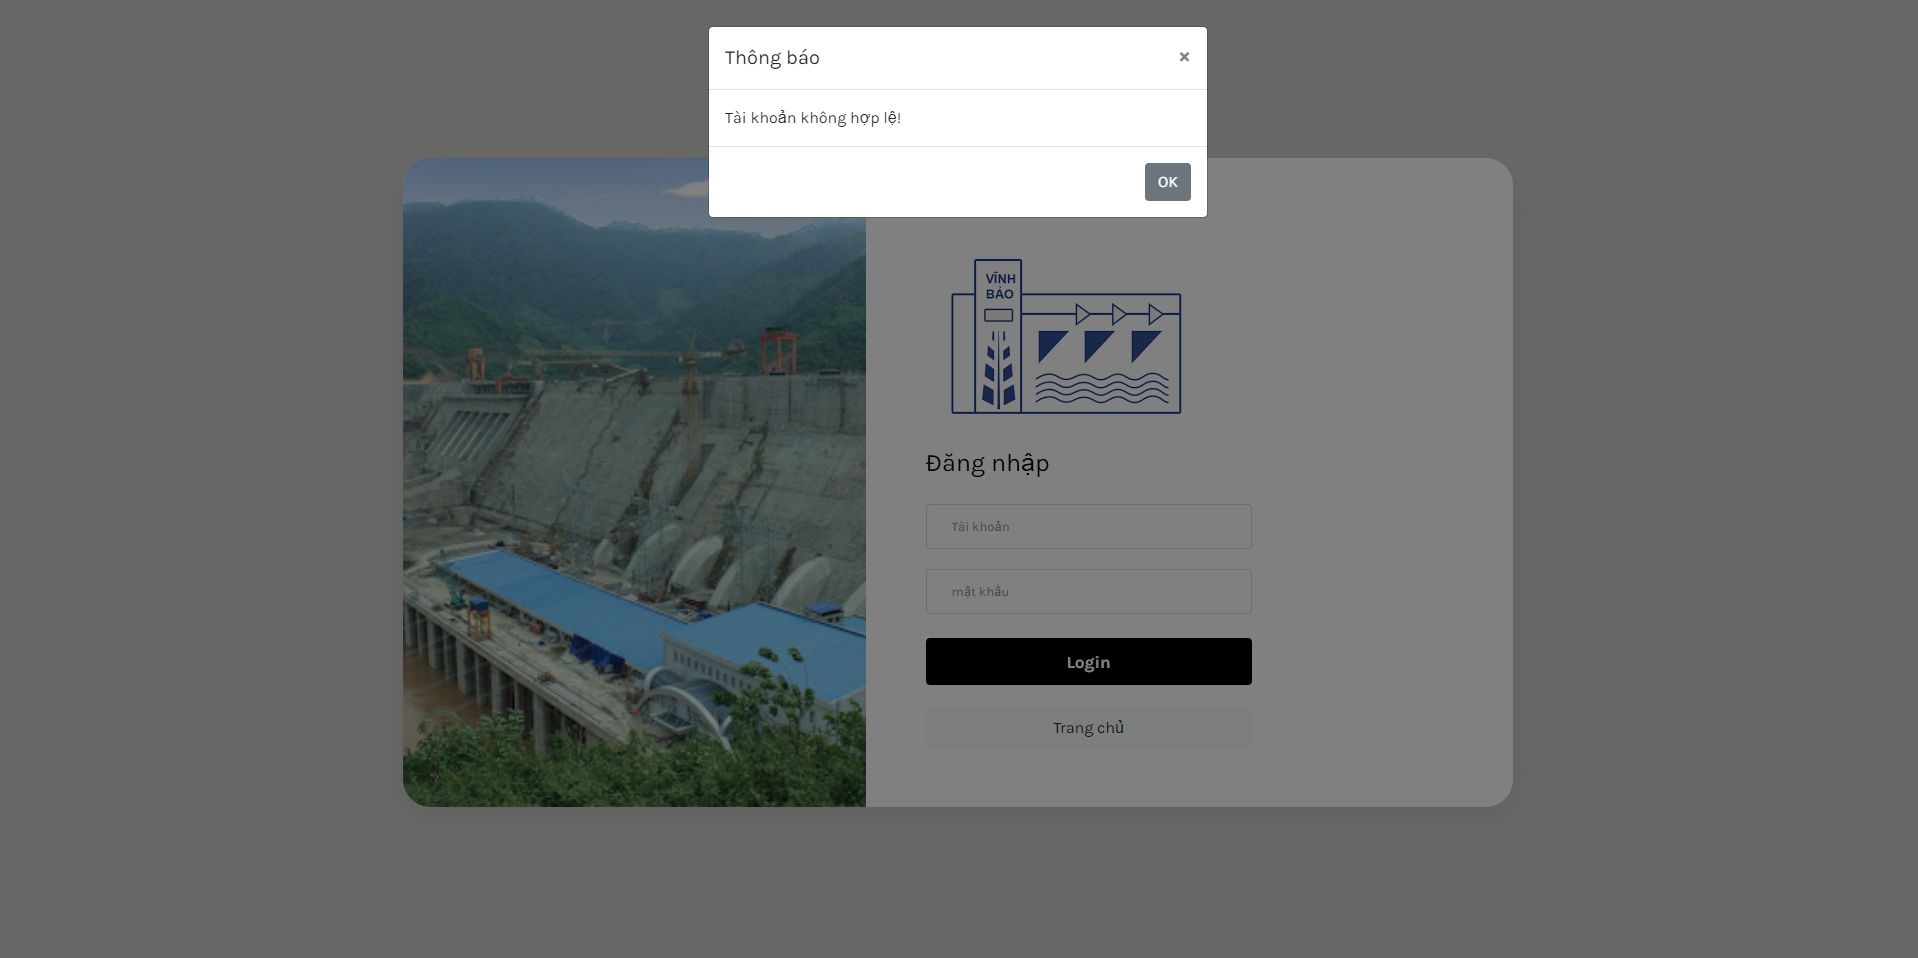 Thông báo
×
Tài khoản không hợp lệ!
OK
VĨNH
BẢO
Đăng nhập
Tài khoản
mật khẩu
Login
Trang chủ